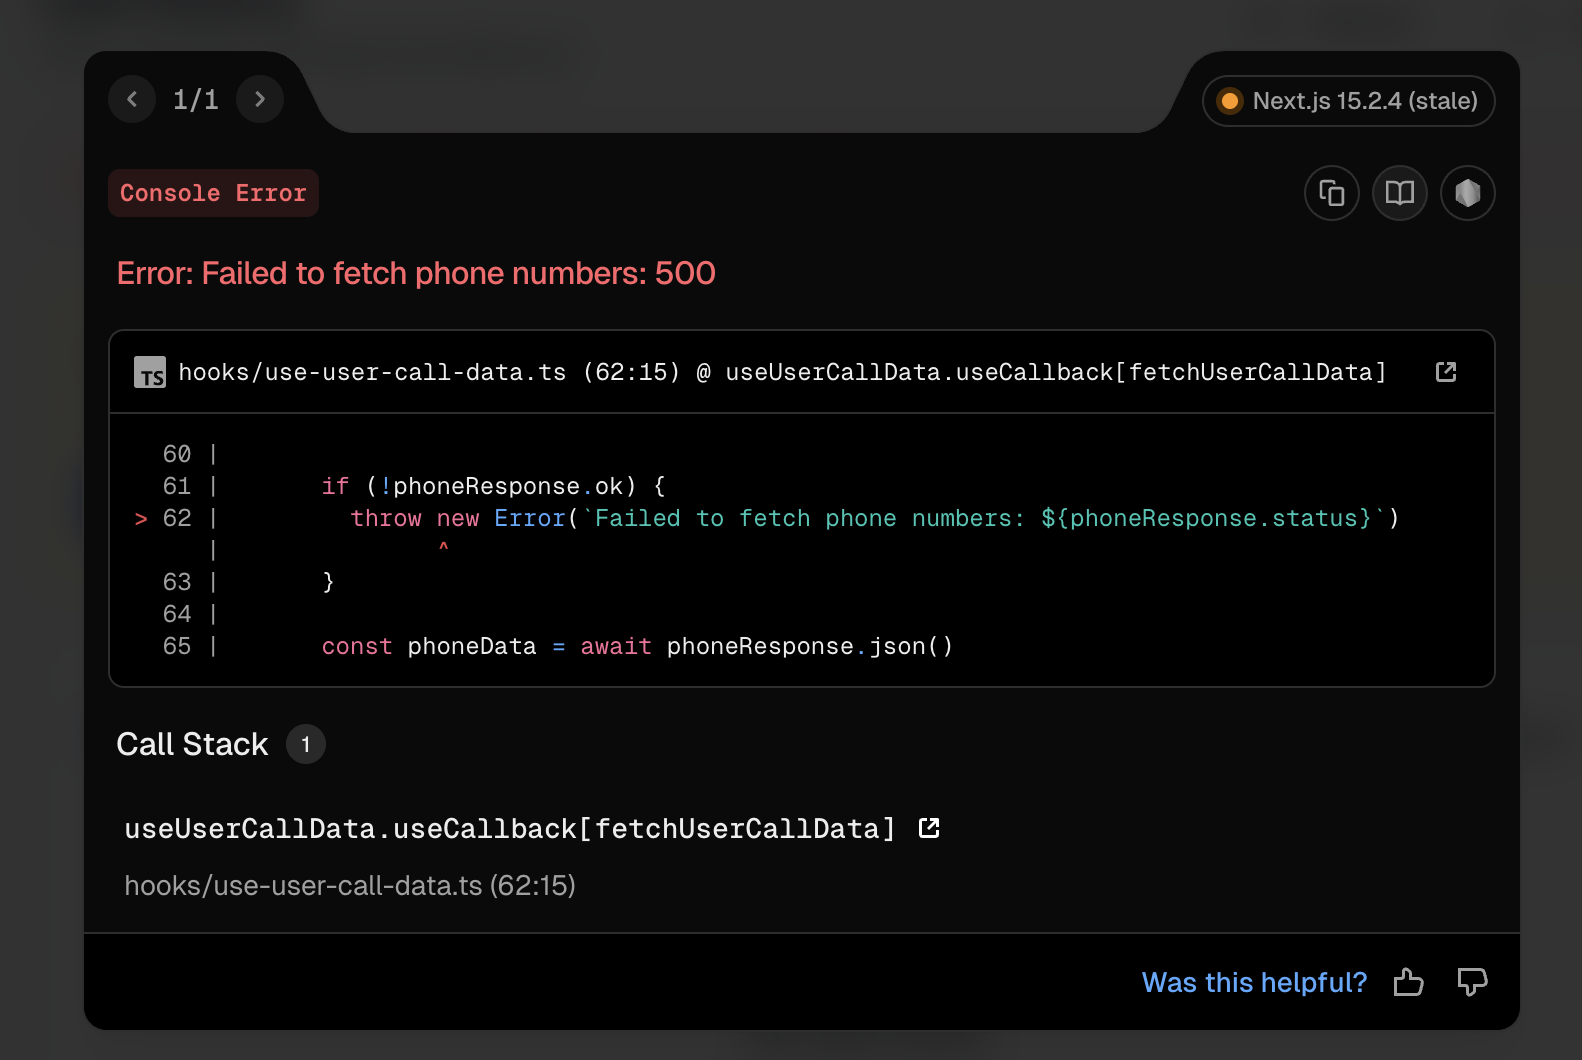 1/1
Next.js 15.2.4 (stale)
Console Error
Error: Failed to fetch phone numbers: 500
TS hooks/use-user-call-data.ts (62:15) @ useUserCallData.useCallback[fetchUserCallData]
60 |
61 |       if (!phoneResponse.ok) {
> 62 |         throw new Error(`Failed to fetch phone numbers: ${phoneResponse.status}`)
|               ^
63 |       }
64 |
65 |       const phoneData = await phoneResponse.json()
Call Stack 1
useUserCallData.useCallback[fetchUserCallData]
hooks/use-user-call-data.ts (62:15)
Was this helpful?